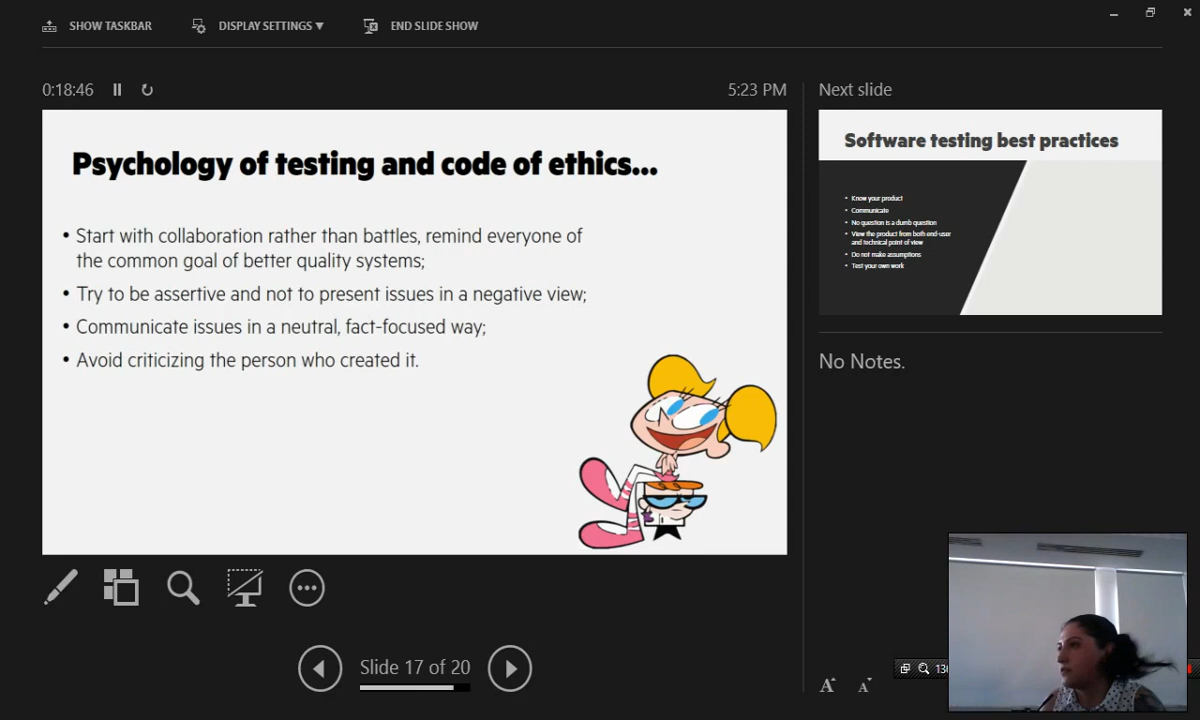 SHOW TASKBAR
DISPLAY SETTINGS ▼
END SLIDE SHOW
0:18:46
5:23 PM
Next slide
Psychology of testing and code of ethics...
• Start with collaboration rather than battles, remind everyone of
the common goal of better quality systems;
• Try to be assertive and not to present issues in a negative view;
• Communicate issues in a neutral, fact-focused way;
• Avoid criticizing the person who created it.
Software testing best practices
• Know your product
• Communicate
• No question is a dumb question
• View the product from both end-user
and technical point of view
• Do not make assumptions
• Test your own work
No Notes.
Slide 17 of 20
A A